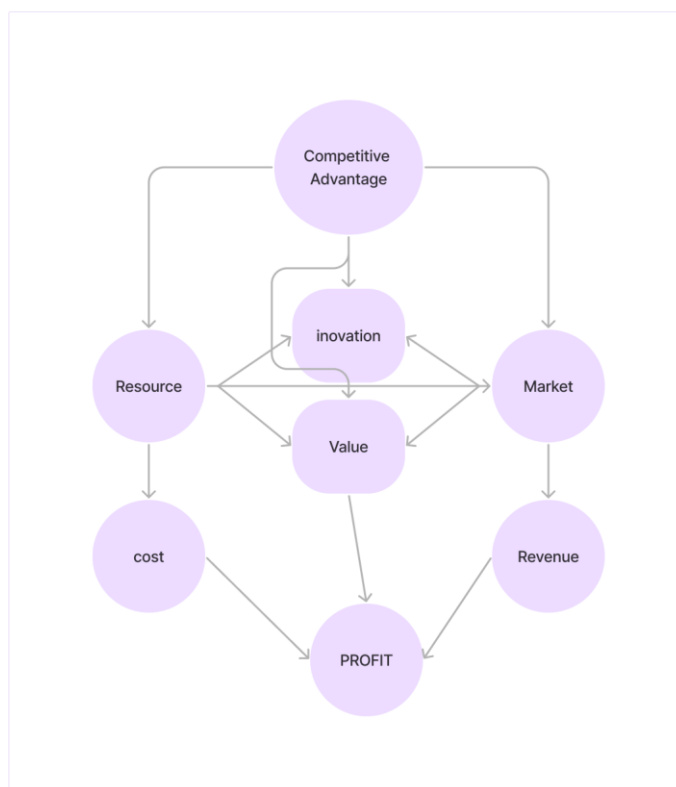 Competitive
Advantage
inovation
Resource
Market
Value
cost
Revenue
PROFIT